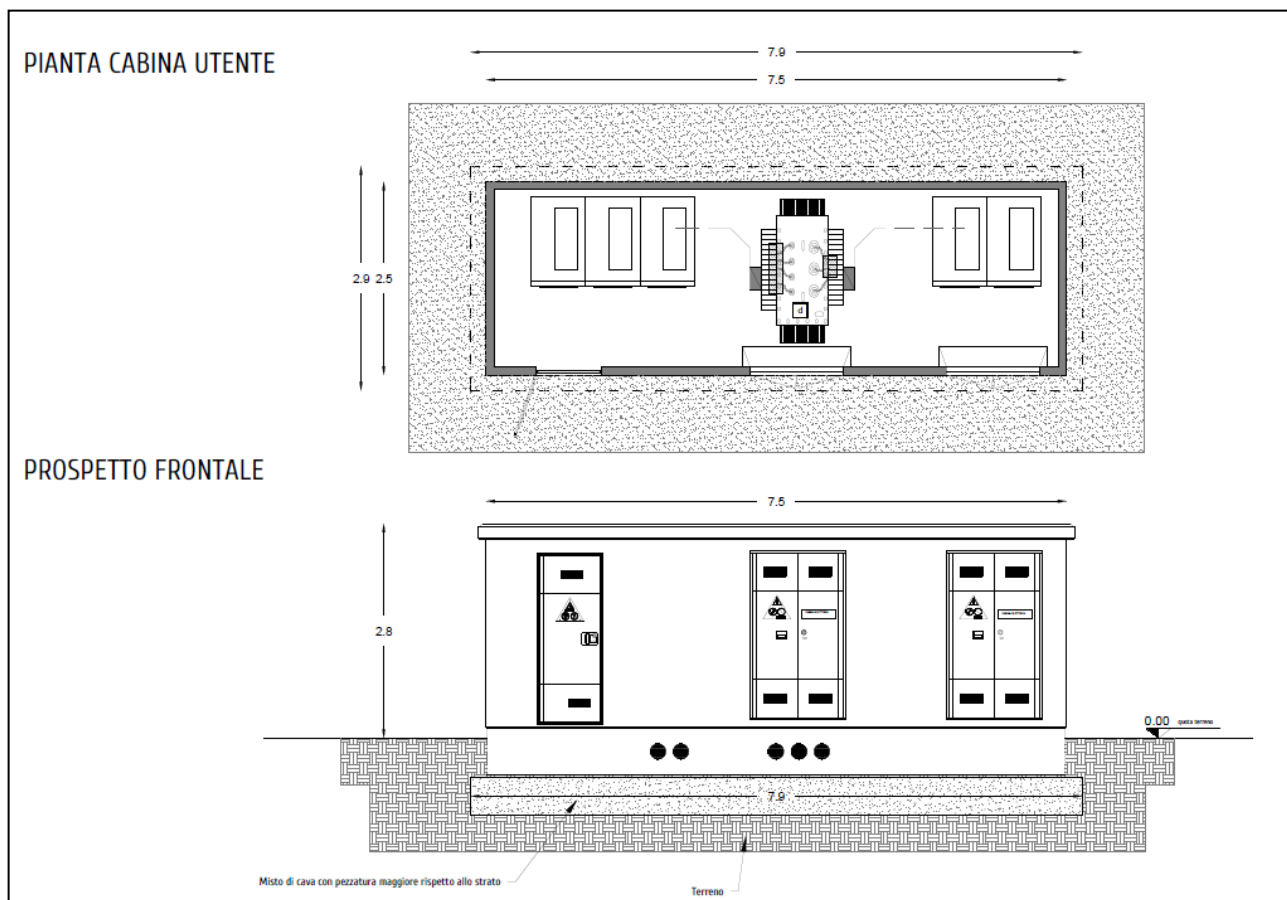 PIANTA CABINA UTENTE
7.9
7.5
2.9 2.5
d
PROSPETTO FRONTALE
7.5
2.8
0.00 quota terreno
7.9
Misto di cava con pezzatura maggiore rispetto allo strato
Terreno